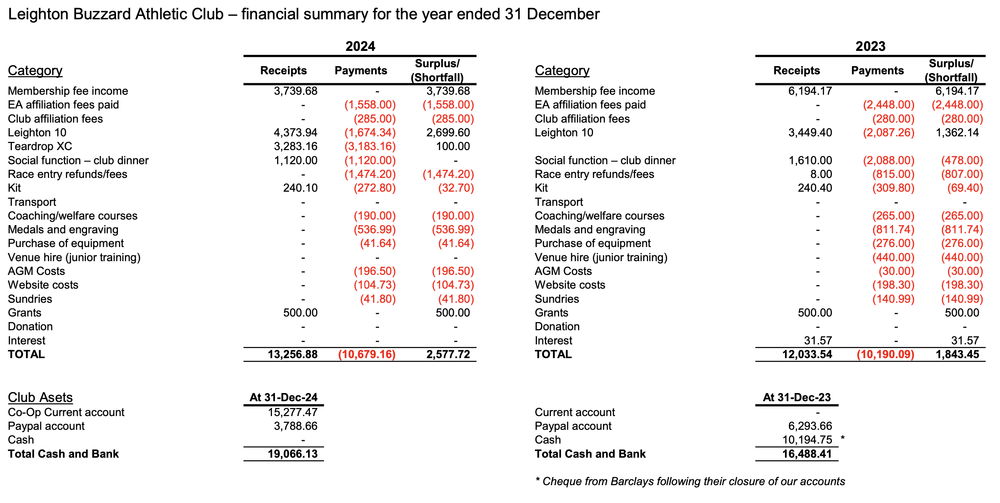 Leighton Buzzard Athletic Club – financial summary for the year ended 31 December
2024 2023
Category Receipts Payments Surplus/ (Shortfall) Category Receipts Payments Surplus/ (Shortfall)
Membership fee income 3,739.68 - 3,739.68 Membership fee income 6,194.17 - 6,194.17
EA affiliation fees paid - (1,558.00) (1,558.00) EA affiliation fees paid - (2,448.00) (2,448.00)
Club affiliation fees - (285.00) (285.00) Club affiliation fees - (280.00) (280.00)
Leighton 10 4,373.94 (1,674.34) 2,699.60 Leighton 10 3,449.40 (2,087.26) 1,362.14
Teardrop XC 3,283.16 (3,183.16) 100.00
Social function – club dinner 1,120.00 (1,120.00) - Social function – club dinner 1,610.00 (2,088.00) (478.00)
Race entry refunds/fees - (1,474.20) (1,474.20) Race entry refunds/fees 8.00 (815.00) (807.00)
Kit 240.10 (272.80) (32.70) Kit 240.40 (309.80) (69.40)
Transport - - - Transport - - -
Coaching/welfare courses - (190.00) (190.00) Coaching/welfare courses - (265.00) (265.00)
Medals and engraving - (536.99) (536.99) Medals and engraving - (811.74) (811.74)
Purchase of equipment - (41.64) (41.64) Purchase of equipment - (276.00) (276.00)
Venue hire (junior training) - - - Venue hire (junior training) - (440.00) (440.00)
AGM Costs - (196.50) (196.50) AGM Costs - (30.00) (30.00)
Website costs - (104.73) (104.73) Website costs - (198.30) (198.30)
Sundries - (41.80) (41.80) Sundries - (140.99) (140.99)
Grants 500.00 - 500.00 Grants 500.00 - 500.00
Donation - - - Donation - - -
Interest - - - Interest 31.57 - 31.57
TOTAL 13,256.88 (10,679.16) 2,577.72 TOTAL 12,033.54 (10,190.09) 1,843.45
Club Asets At 31-Dec-24 At 31-Dec-23
Co-Op Current account 15,277.47 Current account -
Paypal account 3,788.66 Paypal account 6,293.66
Cash - Cash 10,194.75 *
Total Cash and Bank 19,066.13 Total Cash and Bank 16,488.41
* Cheque from Barclays following their closure of our accounts